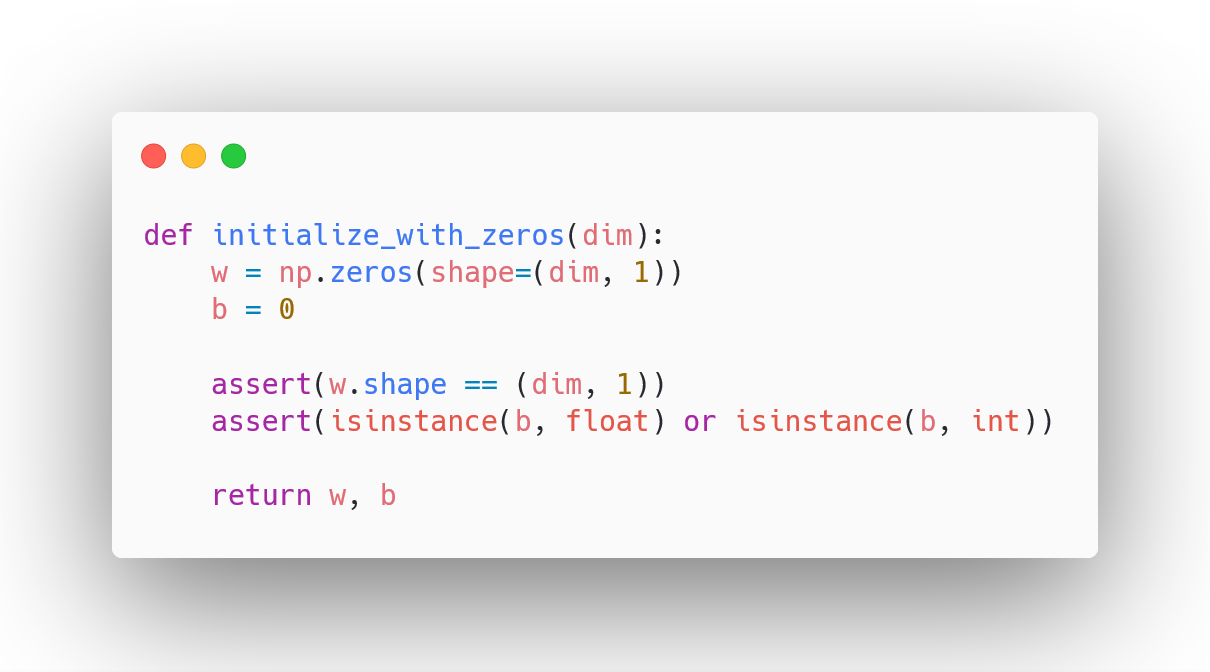 def initialize_with_zeros(dim):
    w = np.zeros(shape=(dim, 1))
    b = 0
    assert(w.shape == (dim, 1))
    assert(isinstance(b, float) or isinstance(b, int))
    return w, b